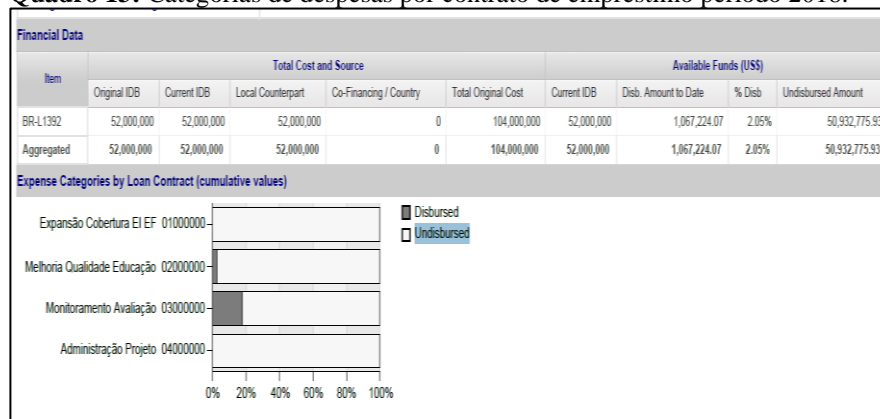 Quadro 13: Categorias de despesas por contrato de empréstimo período 2018.
Financial Data
Item Total Cost and Source Available Funds (US$)
Original IDB Current IDB Local Counterpart Co-Financing / Country Total Original Cost Current IDB Disb. Amount to Date % Disb Undisbursed Amount
BR-L1392 52,000,000 52,000,000 52,000,000 0 104,000,000 52,000,000 1,067,224.07 2.05% 50,932,775.93
Aggregated 52,000,000 52,000,000 52,000,000 0 104,000,000 52,000,000 1,067,224.07 2.05% 50,932,775.93
Expense Categories by Loan Contract (cumulative values)
Disbursed
Undisbursed
Expansão Cobertura EI EF 01000000
Melhoria Qualidade Educação 02000000
Monitoramento Avaliação 03000000
Administração Projeto 04000000
0% 20% 40% 60% 80% 100%